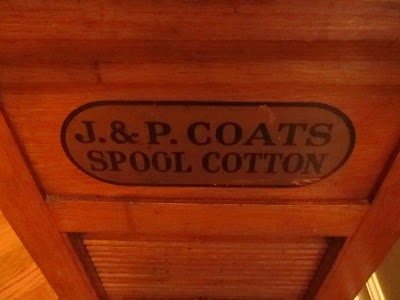 J. & P. COATS
SPOOL COTTON